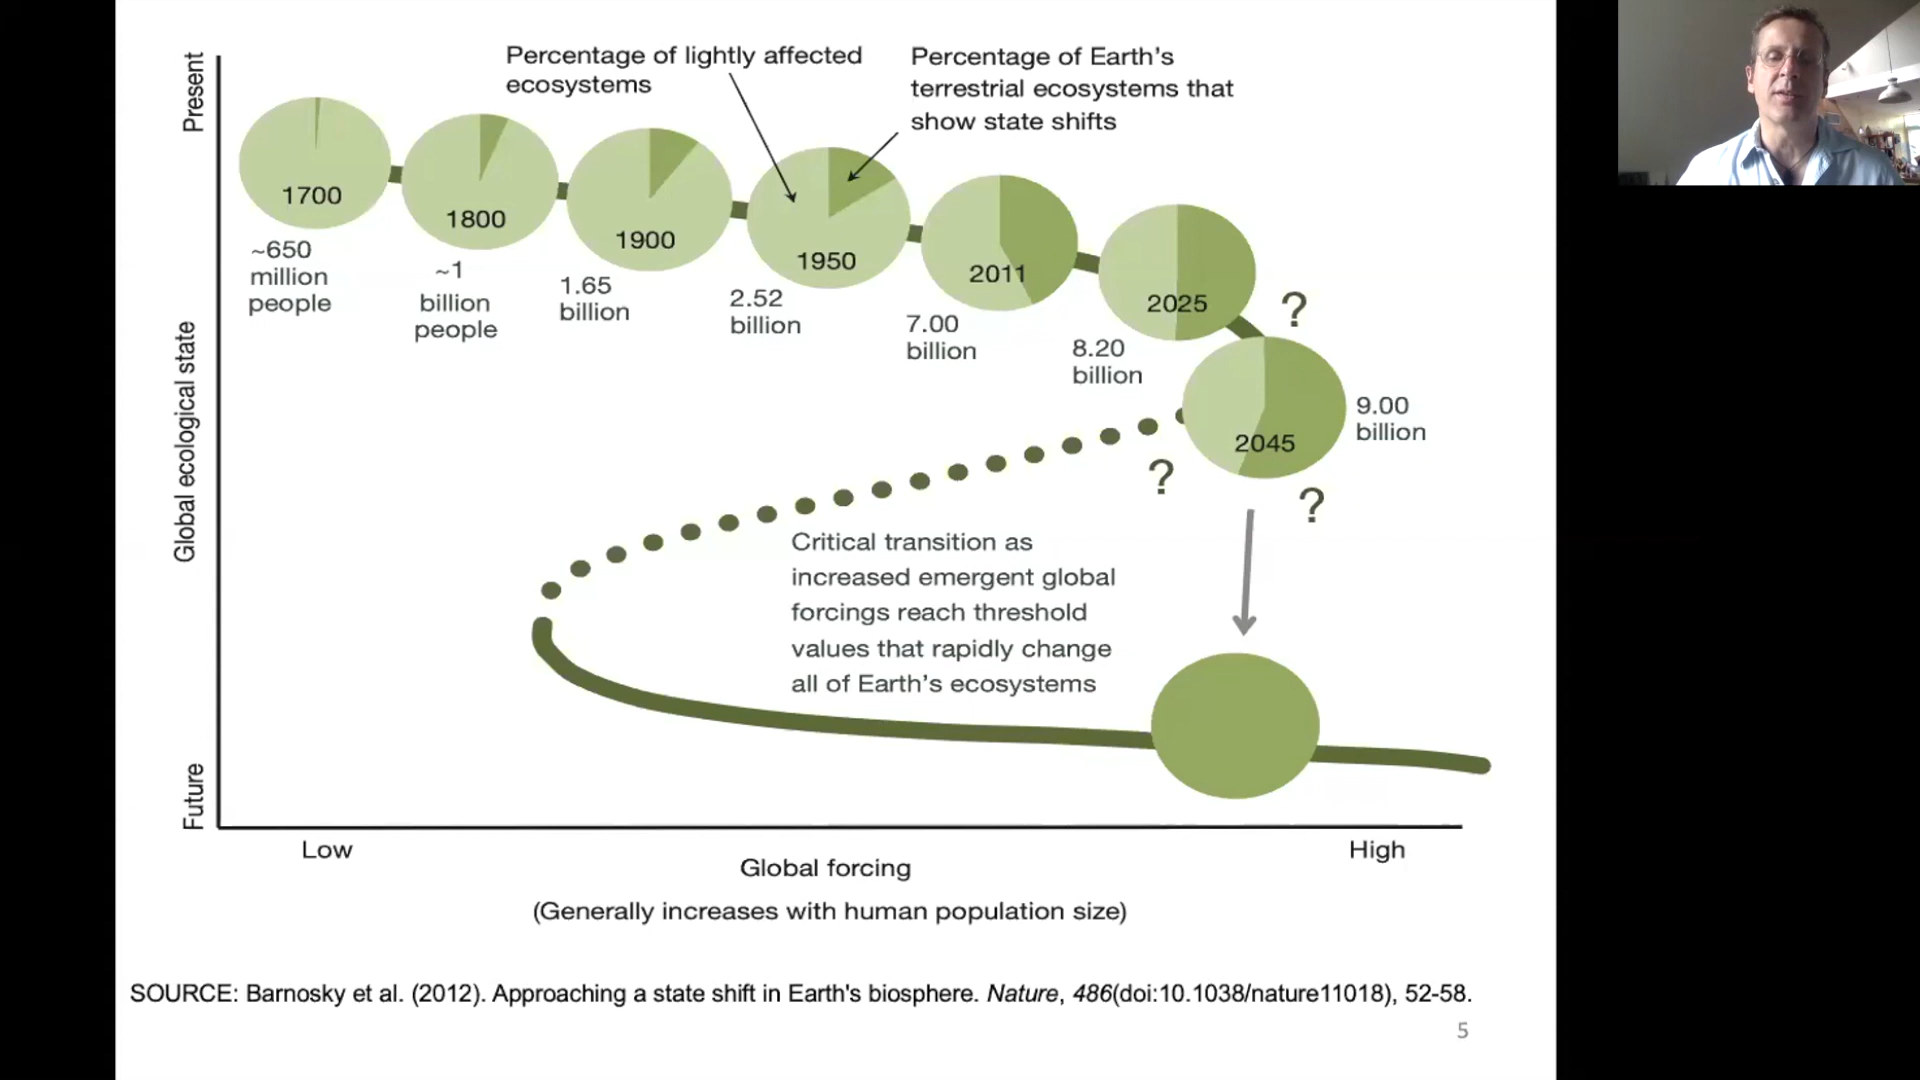 Percentage of lightly affected
ecosystems
Percentage of Earth's
terrestrial ecosystems that
show state shifts
Present
Global ecological state
Future
1700
~650
million
people
1800
~1
billion
people
1900
1.65
billion
1950
2.52
billion
2011
7.00
billion
2025
8.20
billion
?
2045
9.00
billion
?
?
Critical transition as
increased emergent global
forcings reach threshold
values that rapidly change
all of Earth's ecosystems
Low
High
Global forcing
(Generally increases with human population size)
SOURCE: Barnosky et al. (2012). Approaching a state shift in Earth's biosphere. Nature, 486(doi:10.1038/nature11018), 52-58.
5